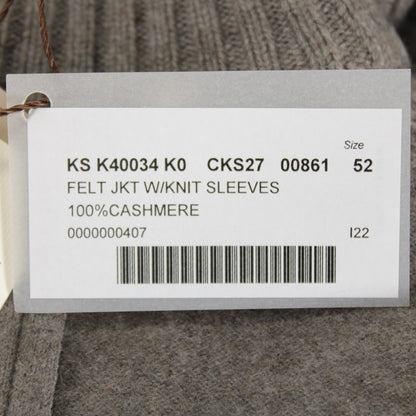 Size
KS K40034 K0 CKS27 00861 52
FELT JKT W/KNIT SLEEVES
100%CASHMERE
0000000407 I22